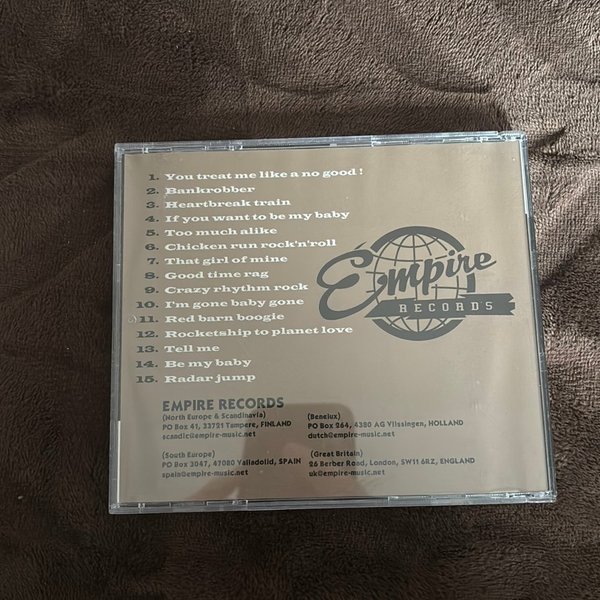 1. You treat me like a no good !
2. Bankrobber
3. Heartbreak train
4. If you want to be my baby
5. Too much alike
6. Chicken run rock'n'roll
7. That girl of mine
8. Good time rag
9. Crazy rhythm rock
10. I'm gone baby gone
11. Red barn boogie
12. Rocketship to planet love
13. Tell me
14. Be my baby
15. Radar jump
Empire
RECORDS
EMPIRE RECORDS
(North Europe & Scandinavia)
PO Box 41, 33721 Tampere, FINLAND
scandic@empire-music.net
(Benelux)
PO Box 264, 4380 AG Vlissingen, HOLLAND
dutch@empire-music.net
(South Europe)
PO Box 3047, 47080 Valladolid, SPAIN
spain@empire-music.net
(Great Britain)
26 Berber Road, London, SW11 6RZ, ENGLAND
uk@empire-music.net